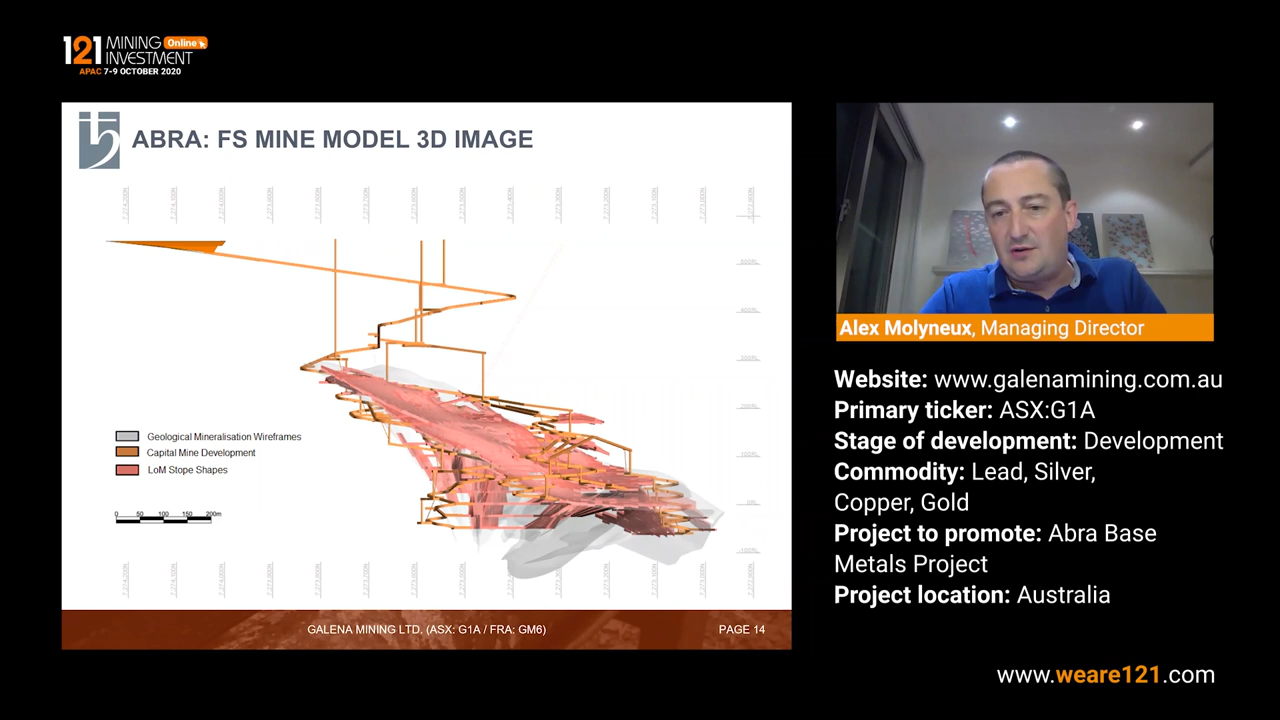 121 MINING INVESTMENT Online
APAC 7-9 OCTOBER 2020
ABRA: FS MINE MODEL 3D IMAGE
Geological Mineralisation Wireframes
Capital Mine Development
LoM Stope Shapes
0 50 100 150 200m
GALENA MINING LTD. (ASX: G1A / FRA: GM6)
PAGE 14
Alex Molyneux, Managing Director
Website: www.galenamining.com.au
Primary ticker: ASX:G1A
Stage of development: Development
Commodity: Lead, Silver,
Copper, Gold
Project to promote: Abra Base
Metals Project
Project location: Australia
www.weare121.com